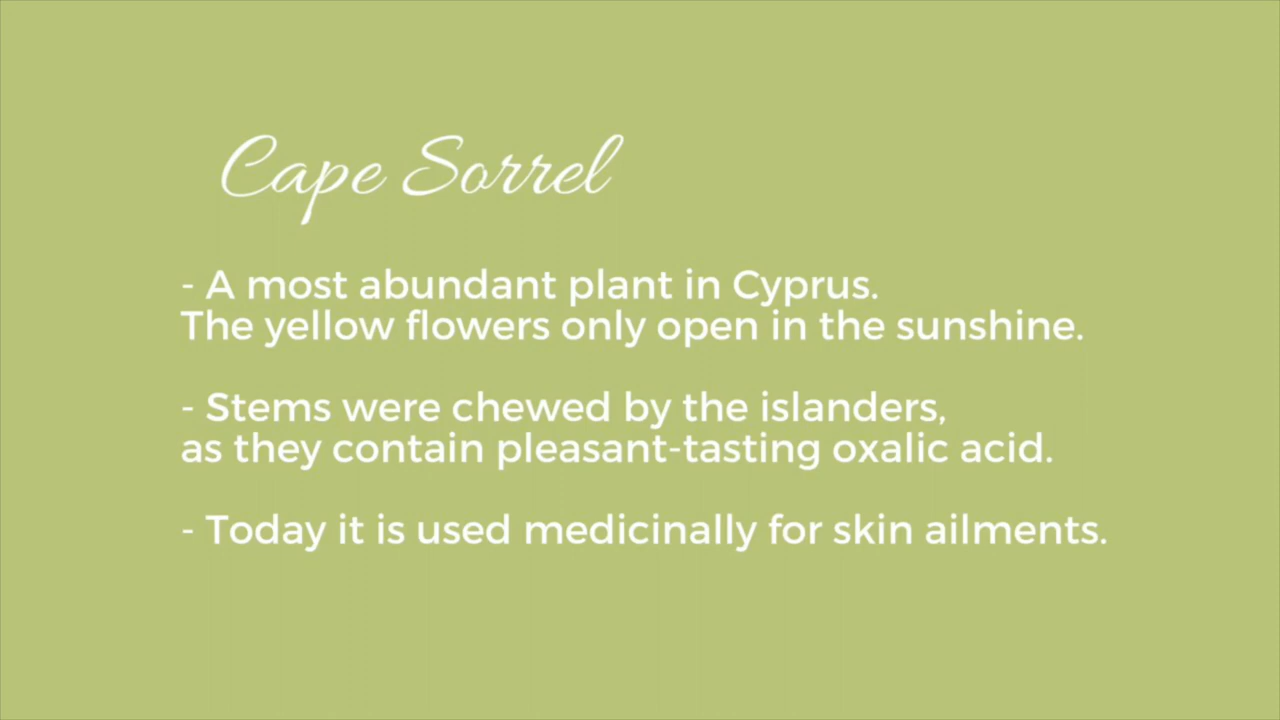 Cape Sorrel
- A most abundant plant in Cyprus.
The yellow flowers only open in the sunshine.
- Stems were chewed by the islanders,
as they contain pleasant-tasting oxalic acid.
- Today it is used medicinally for skin ailments.